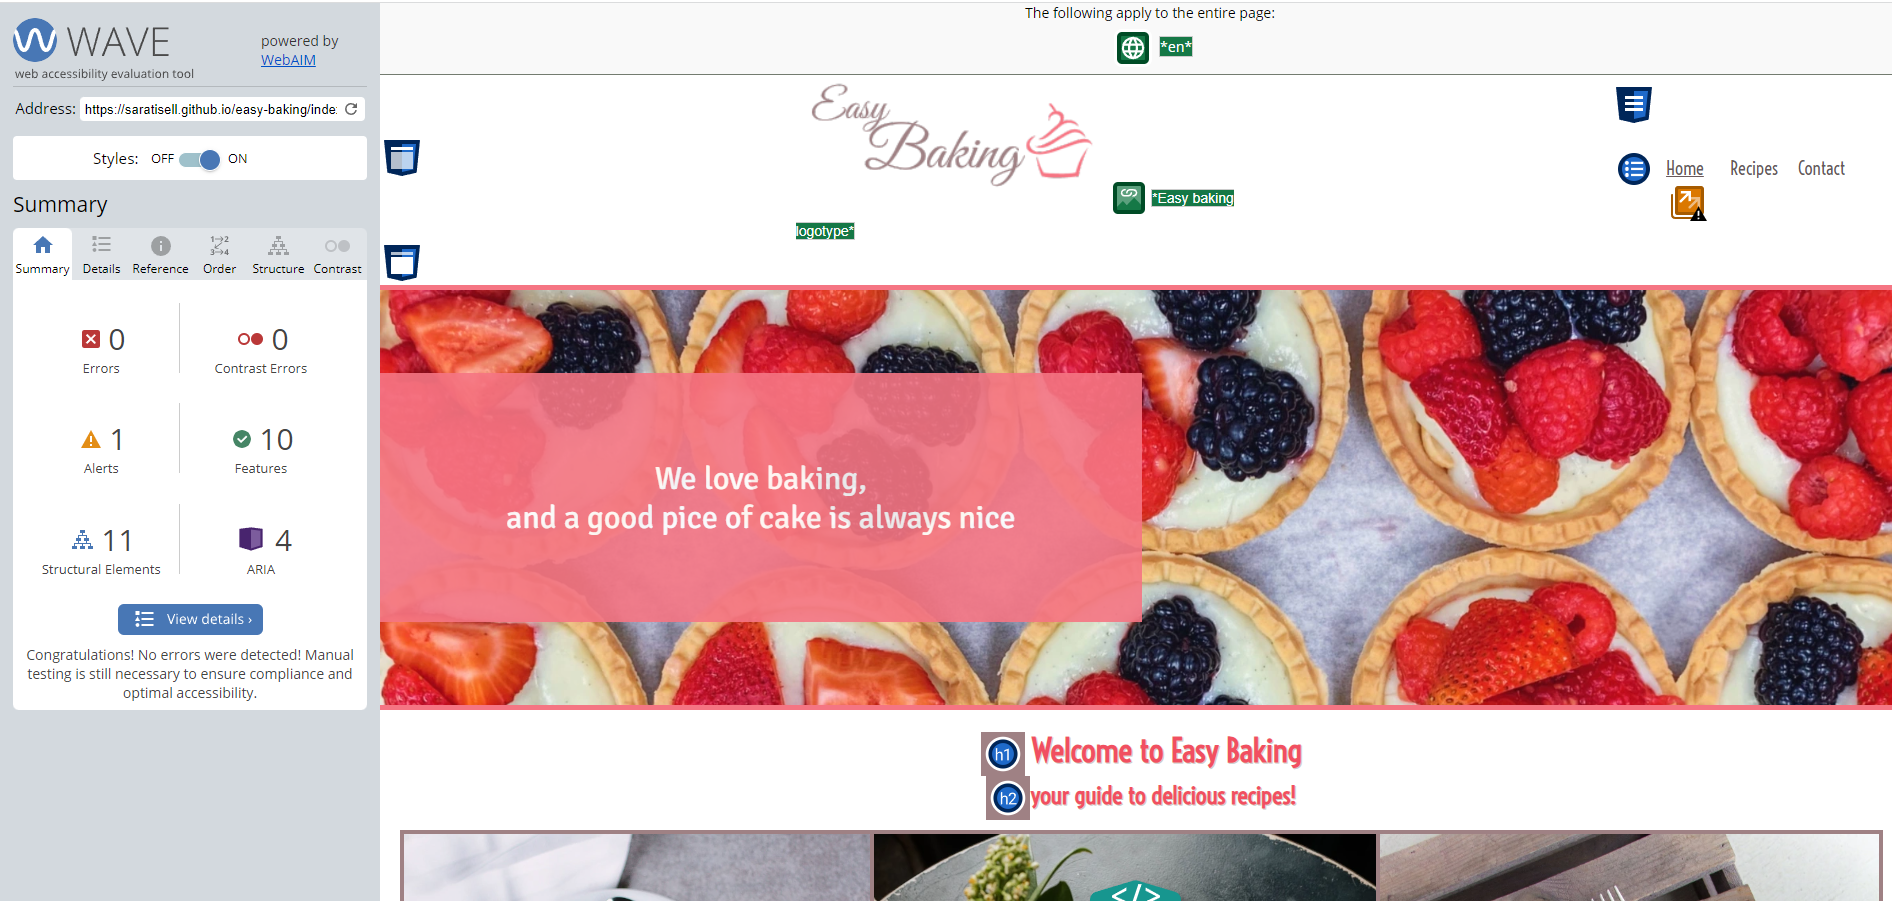 WAVE
powered by
WebAIM
web accessibility evaluation tool
Address: https://saratisell.github.io/easy-baking/inde
Styles: OFF ON
Summary
Summary Details Reference Order Structure Contrast
0 Errors
0 Contrast Errors
1 Alerts
10 Features
11 Structural Elements
4 ARIA
View details ›
Congratulations! No errors were detected! Manual
testing is still necessary to ensure compliance and
optimal accessibility.
The following apply to the entire page:
*en*
Easy
Baking
*Easy baking
logotype*
Home Recipes Contact
We love baking,
and a good pice of cake is always nice
h1 Welcome to Easy Baking
h2 your guide to delicious recipes!